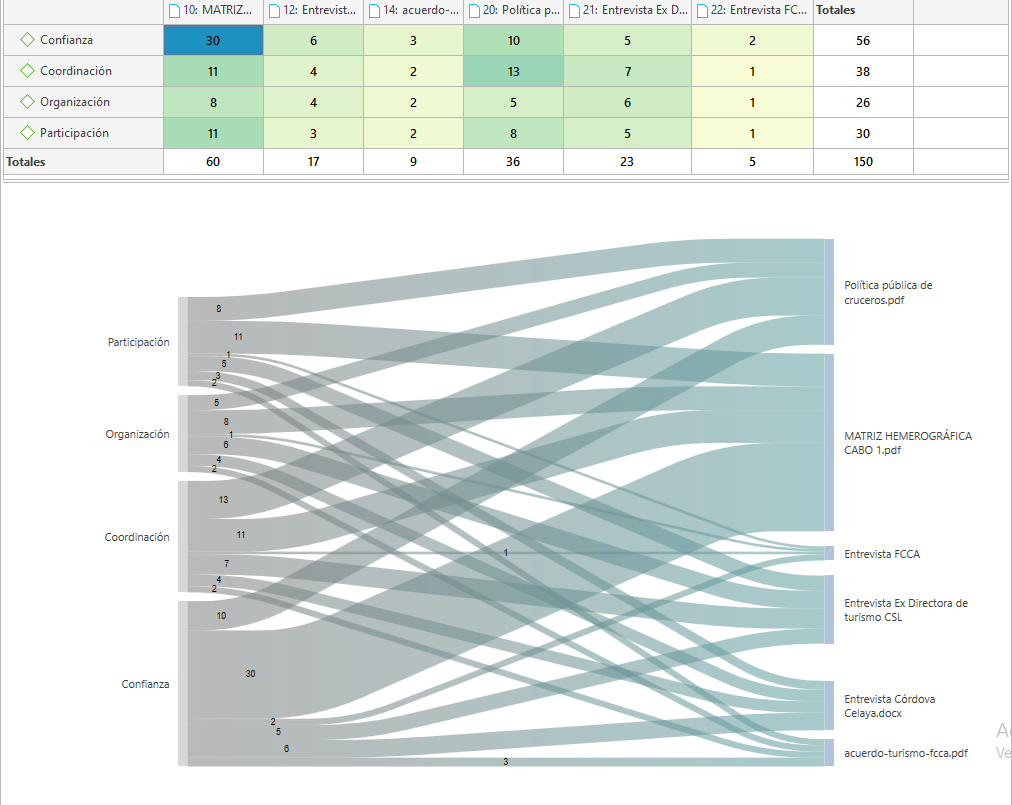 10: MATRIZ... 12: Entrevist... 14: acuerdo-... 20: Política p... 21: Entrevista Ex D... 22: Entrevista FC... Totales
Confianza 30 6 3 10 5 2 56
Coordinación 11 4 2 13 7 1 38
Organización 8 4 2 5 6 1 26
Participación 11 3 2 8 5 1 30
Totales 60 17 9 36 23 5 150
Participación
8
11
1
5
3
2
Organización
5
8
1
6
4
2
Coordinación
13
11
1
7
4
2
Confianza
10
30
2
5
6
3
Política pública de
cruceros.pdf
MATRIZ HEMEROGRÁFICA
CABO 1.pdf
Entrevista FCCA
Entrevista Ex Directora de
turismo CSL
Entrevista Córdova
Celaya.docx
acuerdo-turismo-fcca.pdf